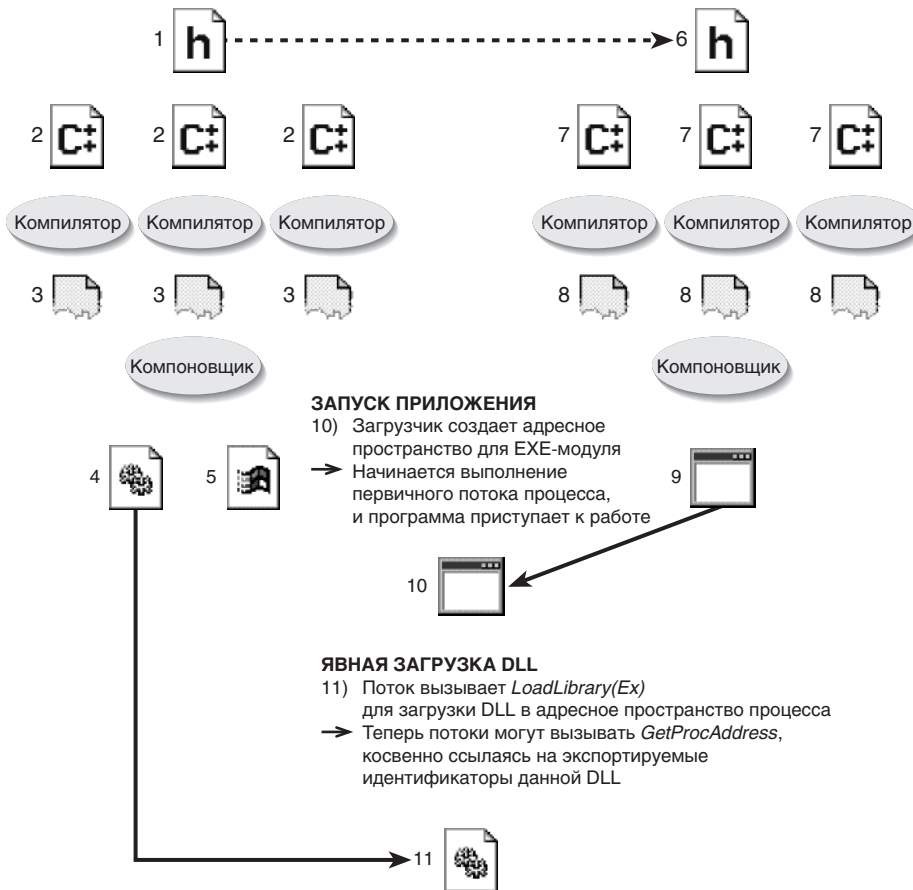 1 h 6 h
2 C++ 2 C++ 2 C++ 7 C++ 7 C++ 7 C++
Компилятор Компилятор Компилятор Компилятор Компилятор Компилятор
3 3 3 8 8 8
Компоновщик Компоновщик
ЗАПУСК ПРИЛОЖЕНИЯ
10) Загрузчик создает адресное
пространство для EXE-модуля
Начинается выполнение
первичного потока процесса,
и программа приступает к работе
4 5 9
10
ЯВНАЯ ЗАГРУЗКА DLL
11) Поток вызывает LoadLibrary(Ex)
для загрузки DLL в адресное пространство процесса
Теперь потоки могут вызывать GetProcAddress,
косвенно ссылаясь на экспортируемые
идентификаторы данной DLL
11